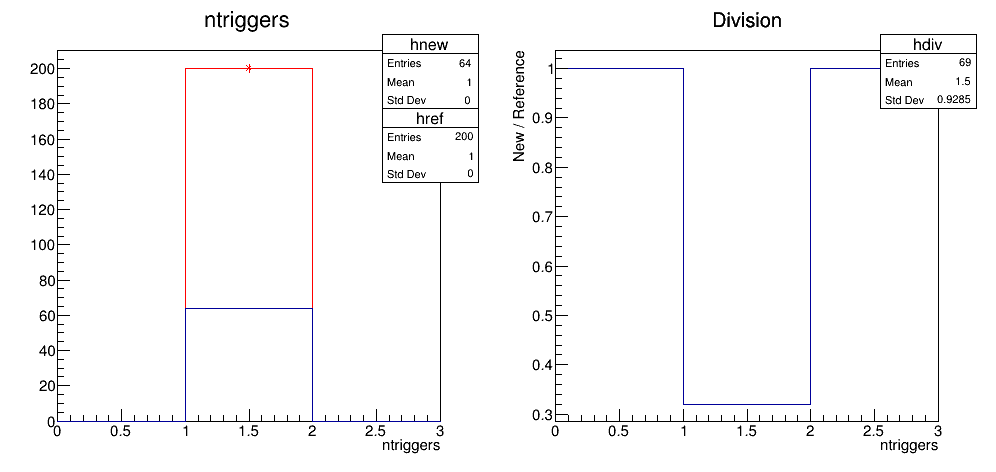 ntriggers
hnew
Entries 64
Mean 1
Std Dev 0
href
Entries 200
Mean 1
Std Dev 0
200
180
160
140
120
100
80
60
40
20
0
0 0.5 1 1.5 2 2.5 3
ntriggers
Division
hdiv
Entries 69
Mean 1.5
Std Dev 0.9285
New / Reference
1
0.9
0.8
0.7
0.6
0.5
0.4
0.3
0 0.5 1 1.5 2 2.5 3
ntriggers